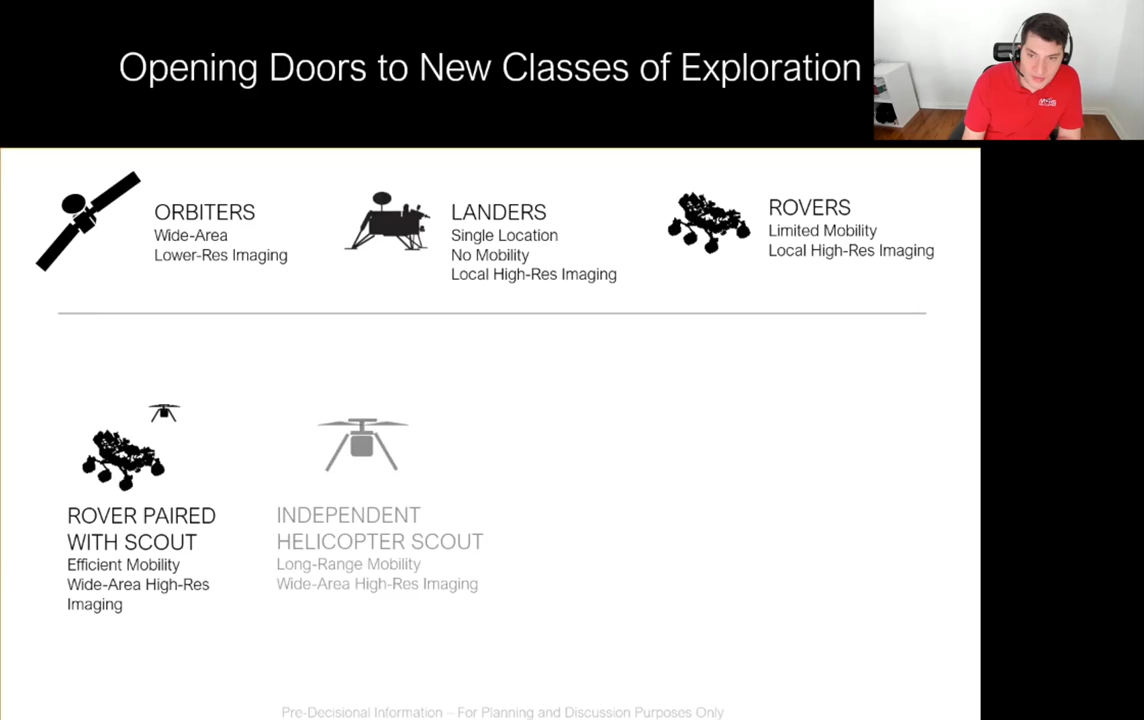 Opening Doors to New Classes of Exploration
ORBITERS
Wide-Area
Lower-Res Imaging
LANDERS
Single Location
No Mobility
Local High-Res Imaging
ROVERS
Limited Mobility
Local High-Res Imaging
ROVER PAIRED
WITH SCOUT
Efficient Mobility
Wide-Area High-Res
Imaging
INDEPENDENT
HELICOPTER SCOUT
Long-Range Mobility
Wide-Area High-Res Imaging
Pre-Decisional Information – For Planning and Discussion Purposes Only